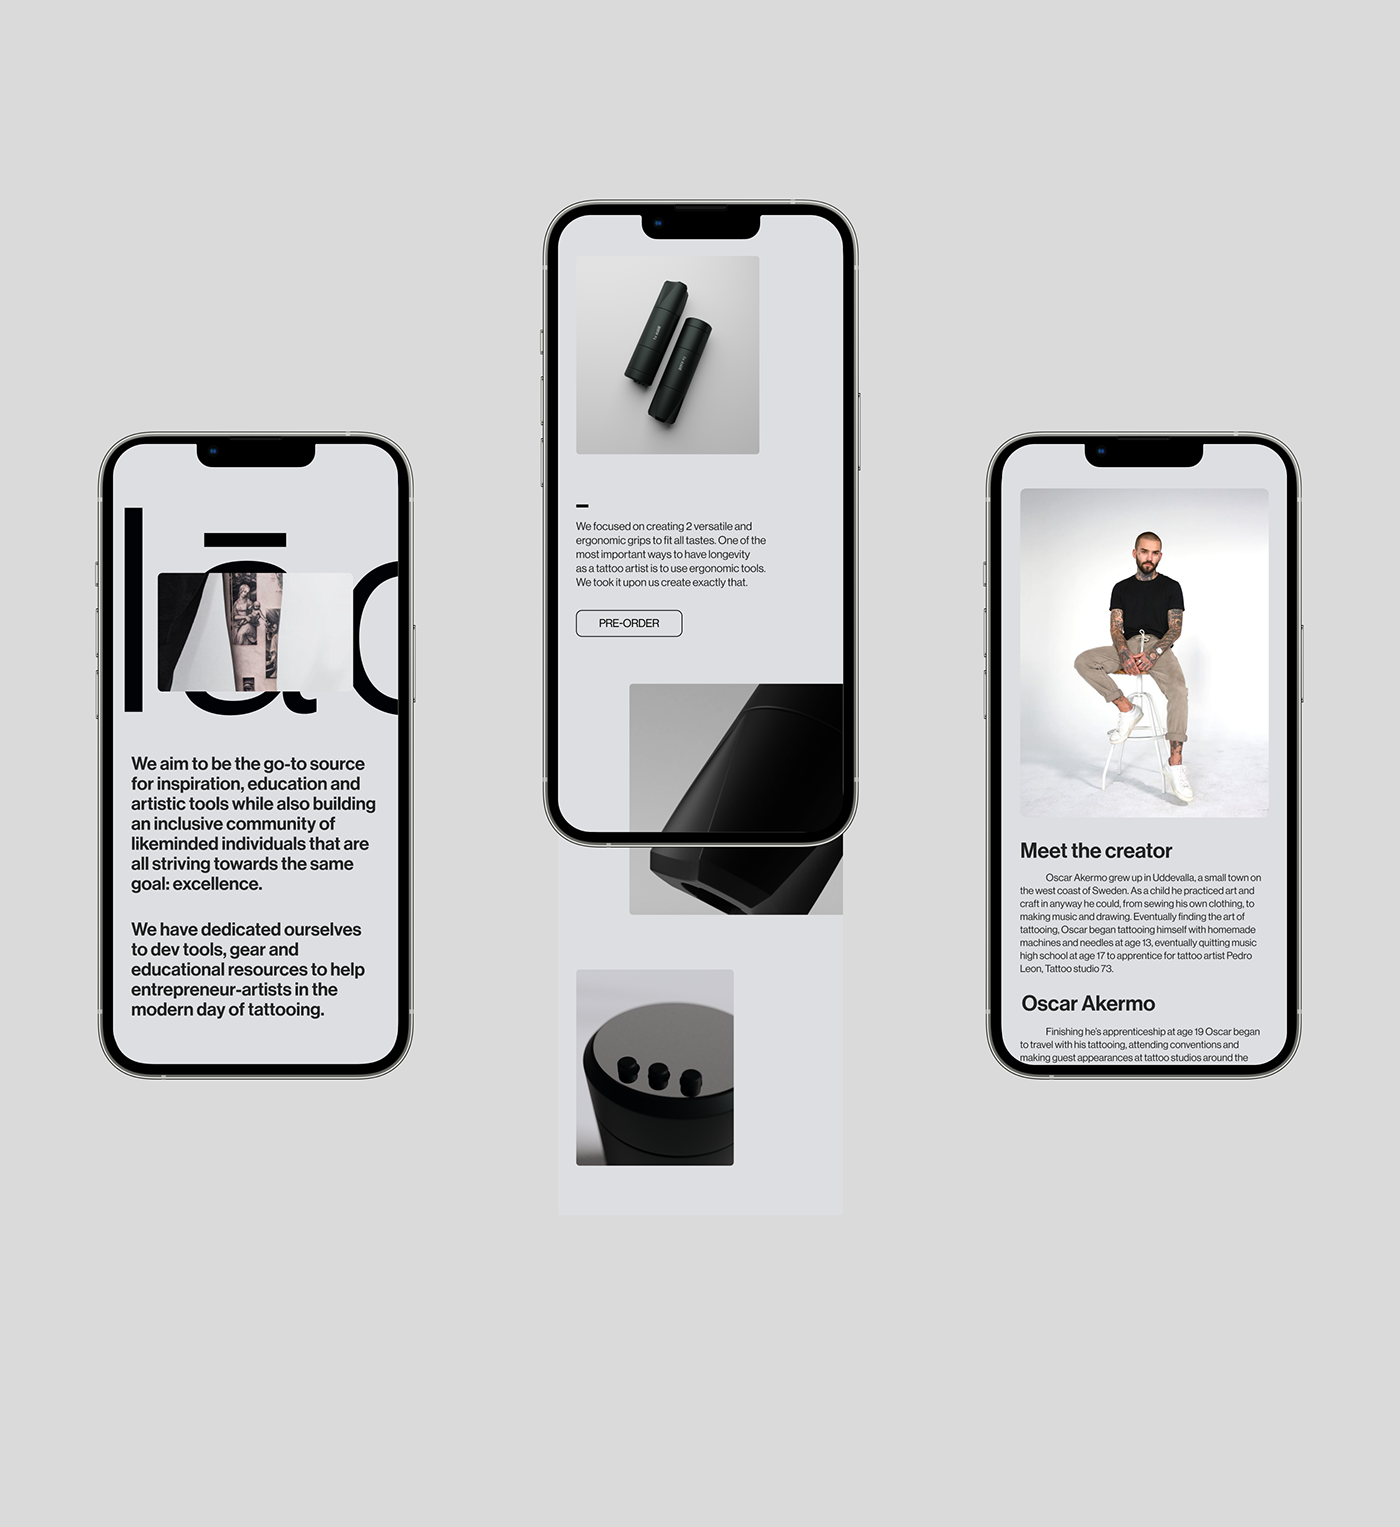 lāc
We aim to be the go-to source
for inspiration, education and
artistic tools while also building
an inclusive community of
likeminded individuals that are
all striving towards the same
goal: excellence.
We have dedicated ourselves
to dev tools, gear and
educational resources to help
entrepreneur-artists in the
modern day of tattooing.
We focused on creating 2 versatile and
ergonomic grips to fit all tastes. One of the
most important ways to have longevity
as a tattoo artist is to use ergonomic tools.
We took it upon us create exactly that.
PRE-ORDER
Meet the creator
Oscar Akermo grew up in Uddevalla, a small town on
the west coast of Sweden. As a child he practiced art and
craft in anyway he could, from sewing his own clothing, to
making music and drawing. Eventually finding the art of
tattooing, Oscar began tattooing himself with homemade
machines and needles at age 13, eventually quitting music
high school at age 17 to apprentice for tattoo artist Pedro
Leon, Tattoo studio 73.
Oscar Akermo
Finishing he's apprenticeship at age 19 Oscar began
to travel with his tattooing, attending conventions and
making guest appearances at tattoo studios around the